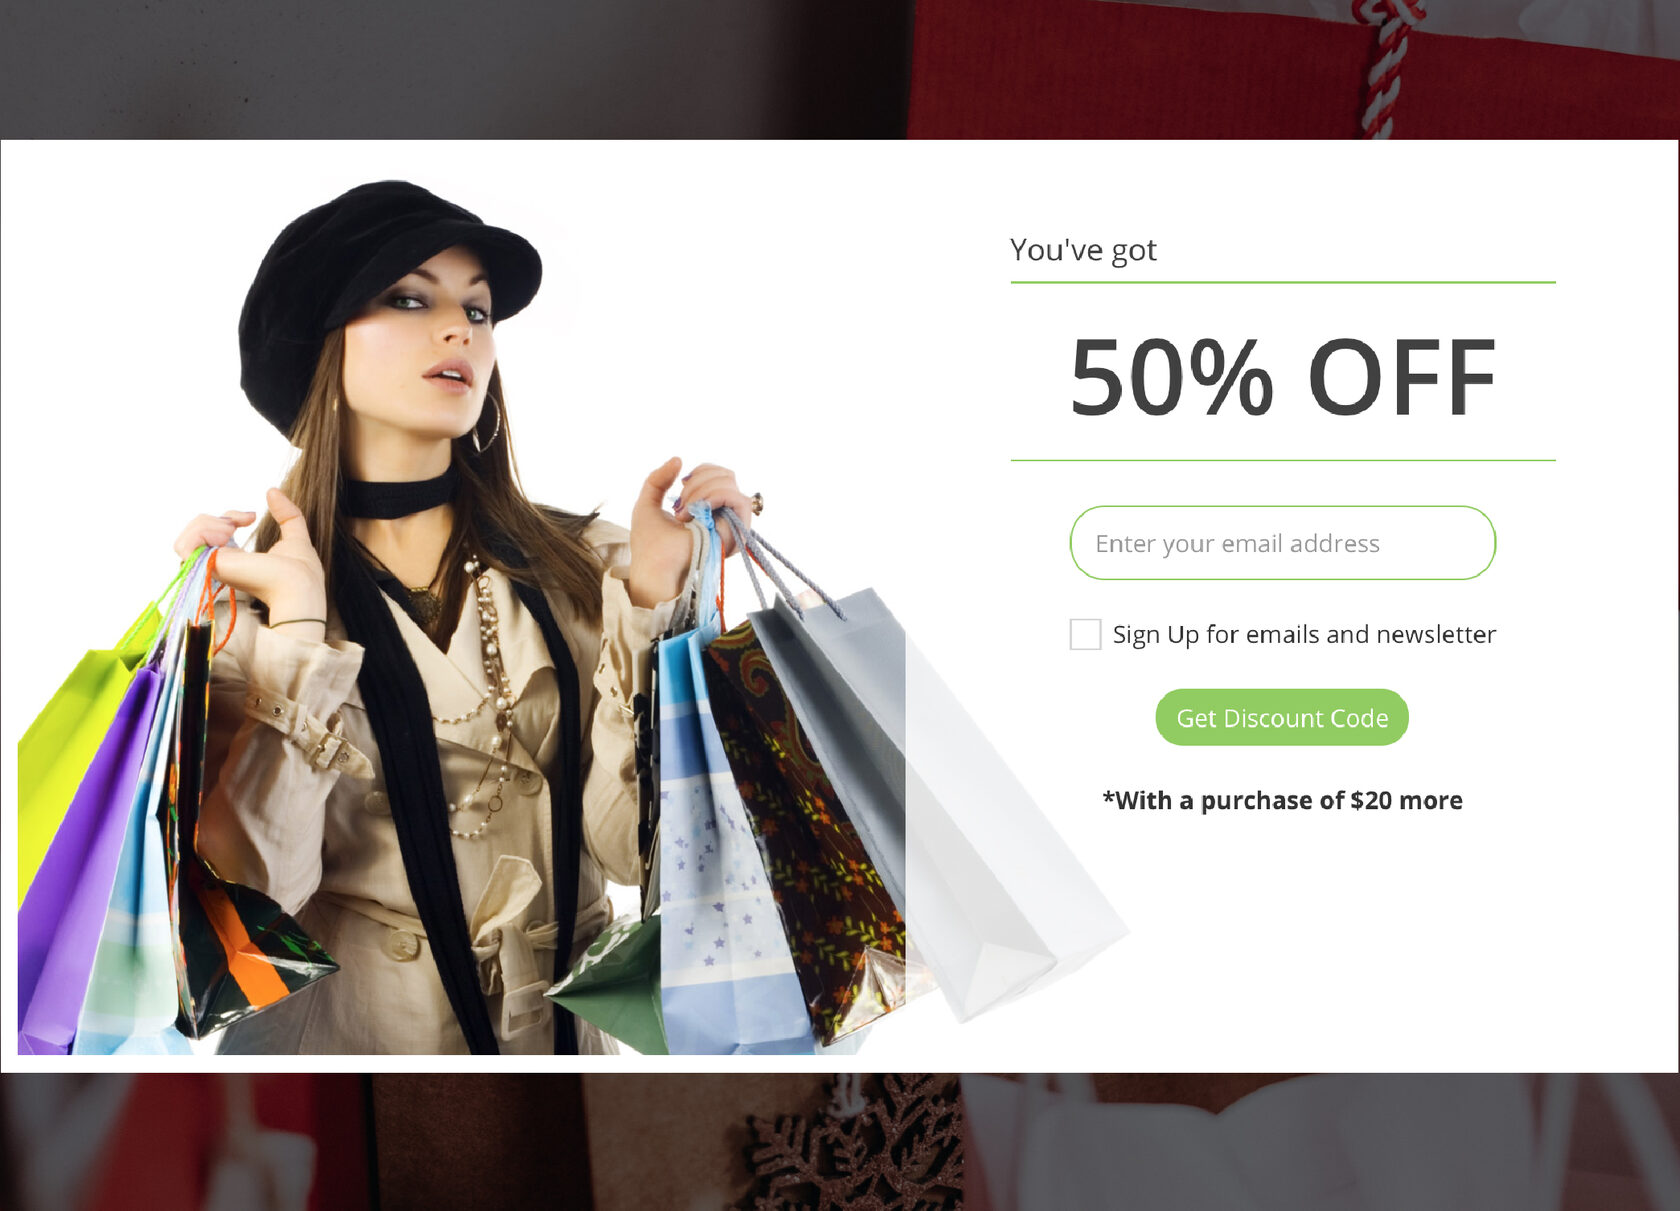 You've got
50% OFF
Enter your email address
Sign Up for emails and newsletter
Get Discount Code
*With a purchase of $20 more